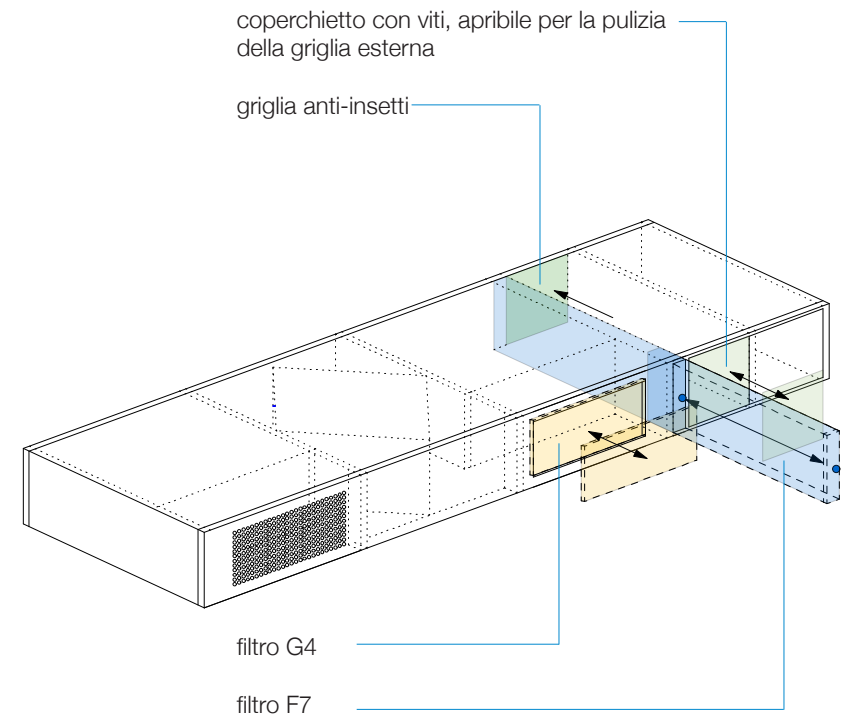 coperchietto con viti, apribile per la pulizia
della griglia esterna
griglia anti-insetti
filtro G4
filtro F7